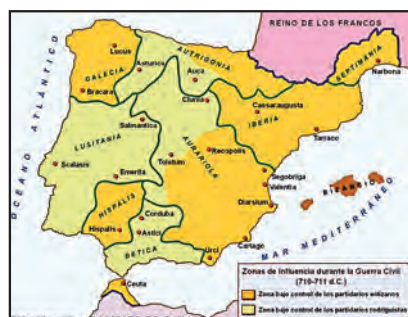 REINO DE LOS FRANCOS
OCÉANO ATLÁNTICO
Lucus
GALECIA
Bracara
Asturica
AUTRIGONIA
Auca
Clunia
SEPTIMANIA
Narbona
Caesaraugusta
IBERIA
Tarraco
Salmantica
LUSITANIA
Scalabis
Emerita
Toletum
AURARIOLA
Recopolis
Segobriga
Valentia
Dianium
BIZANCIO
MAR MEDITERRÁNEO
HISPALIS
Hispalis
Corduba
Astici
BETICA
Urci
Cartago
Ceuta
Zonas de Influencia durante la Guerra Civil
(710-711 d.C.)
Zona bajo control de los partidarios witizanos
Zona bajo control de los partidarios rodriguistas